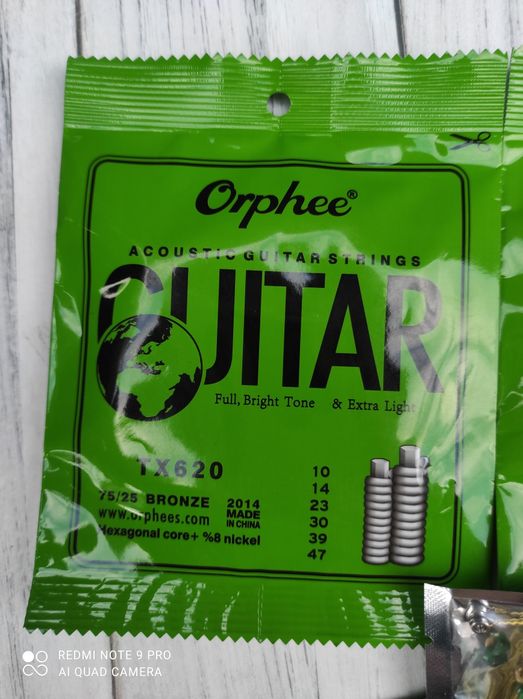 Orphee®
ACOUSTIC GUITAR STRINGS
GUITAR
Full, Bright Tone & Extra Light
TX620
75/25 BRONZE
www.orphees.com
2014
MADE
IN CHINA
Hexagonal core+ %8 nickel
10
14
23
30
39
47
REDMI NOTE 9 PRO
AI QUAD CAMERA